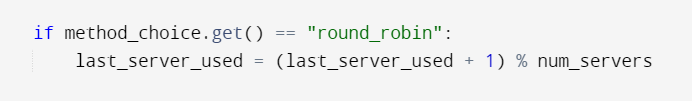 if method_choice.get() == "round_robin":
    last_server_used = (last_server_used + 1) % num_servers